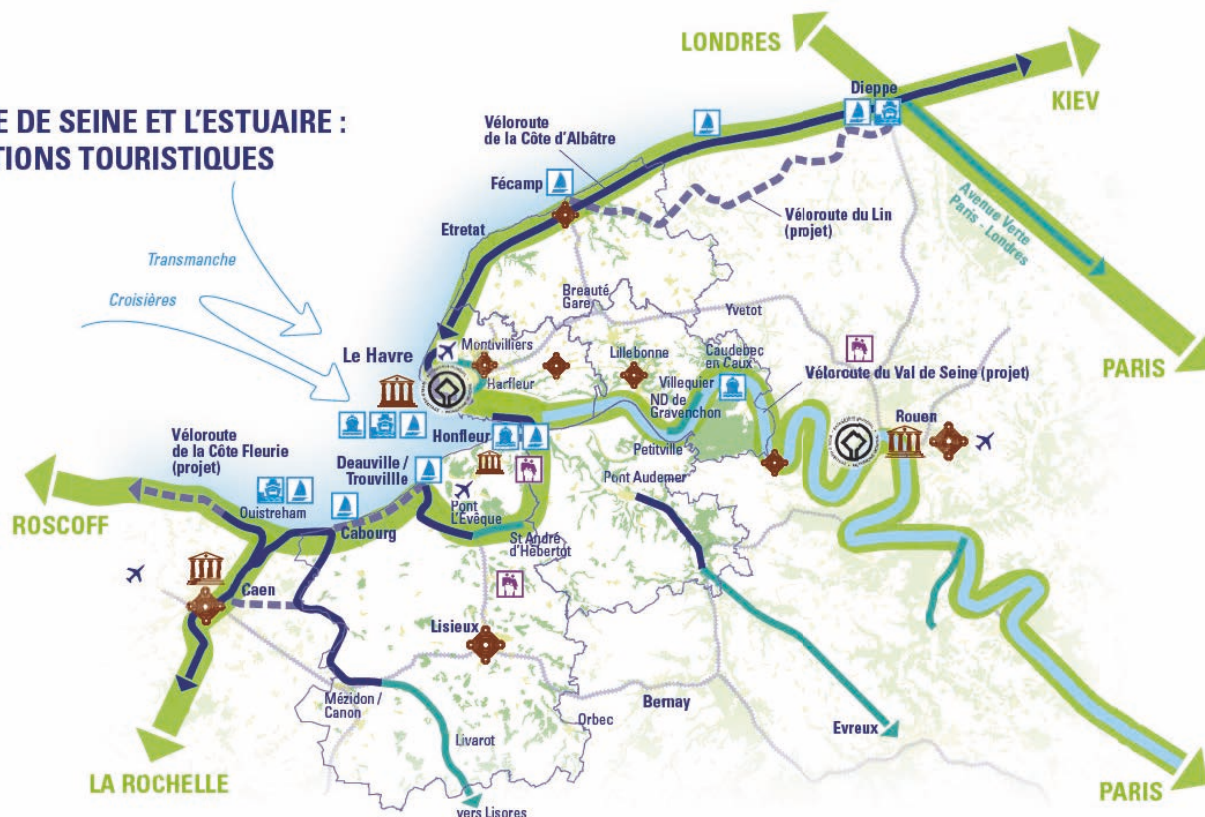 E DE SEINE ET L'ESTUAIRE :
TIONS TOURISTIQUES
LONDRES
KIEV
Dieppe
Véloroute
de la Côte d'Albâtre
Fécamp
Véloroute du Lin
(projet)
Avenue Verte
Paris - Londres
Etretat
Transmanche
Croisières
Breauté
Gare
Yvetot
PARIS
Le Havre
Montivilliers
Lillebonne
Caudebec
en Caux
Harfleur
Villequier
Véloroute du Val de Seine (projet)
ND de
Gravenchon
Rouen
Honfleur
Petitville
Véloroute
de la Côte Fleurie
(projet)
Deauville /
Trouvillle
Pont Audemer
Pont
L'Evêque
ROSCOFF
Ouistreham
Cabourg
St André
d'Hébertot
Caen
Lisieux
Mézidon /
Canon
Bernay
Orbec
Evreux
Livarot
LA ROCHELLE
PARIS
vers Lisores